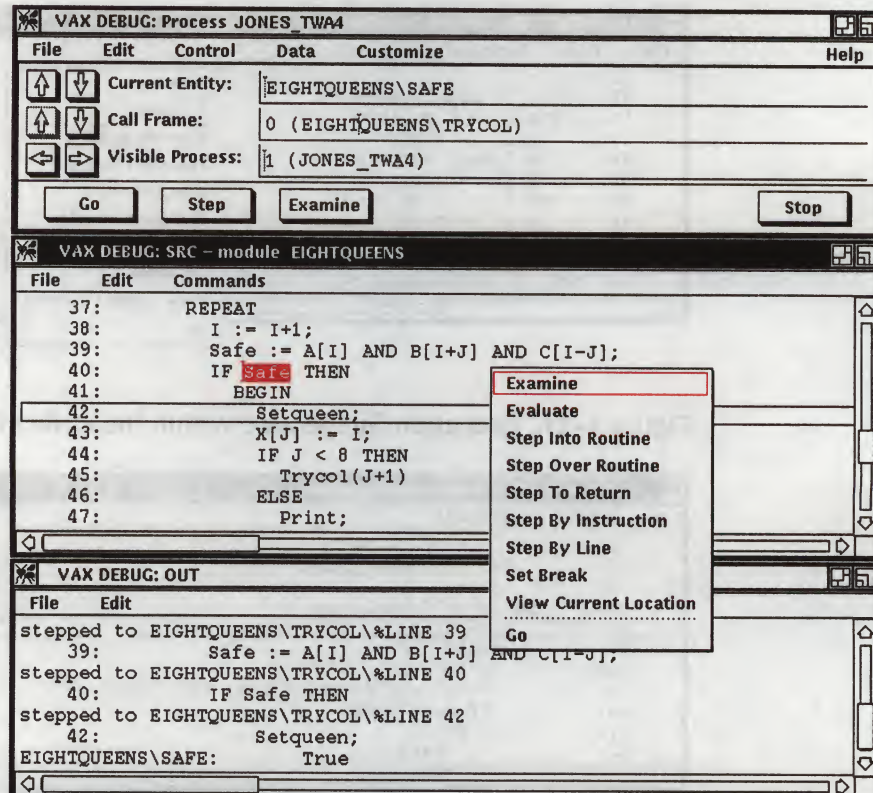 VAX DEBUG: Process JONES_TWA4
File Edit Control Data Customize Help
Current Entity: EIGHTQUEENS\SAFE
Call Frame: 0 (EIGHTQUEENS\TRYCOL)
Visible Process: 1 (JONES_TWA4)
Go Step Examine Stop
VAX DEBUG: SRC – module EIGHTQUEENS
File Edit Commands
37: REPEAT
38: I := I+1;
39: Safe := A[I] AND B[I+J] AND C[I-J];
40: IF Safe THEN
41: BEGIN
42: Setqueen;
43: X[J] := I;
44: IF J < 8 THEN
45: Trycol(J+1)
46: ELSE
47: Print;
Examine
Evaluate
Step Into Routine
Step Over Routine
Step To Return
Step By Instruction
Step By Line
Set Break
View Current Location
Go
VAX DEBUG: OUT
File Edit
stepped to EIGHTQUEENS\TRYCOL\%LINE 39
39: Safe := A[I] AND B[I+J] AND C[I-J];
stepped to EIGHTQUEENS\TRYCOL\%LINE 40
40: IF Safe THEN
stepped to EIGHTQUEENS\TRYCOL\%LINE 42
42: Setqueen;
EIGHTQUEENS\SAFE: True